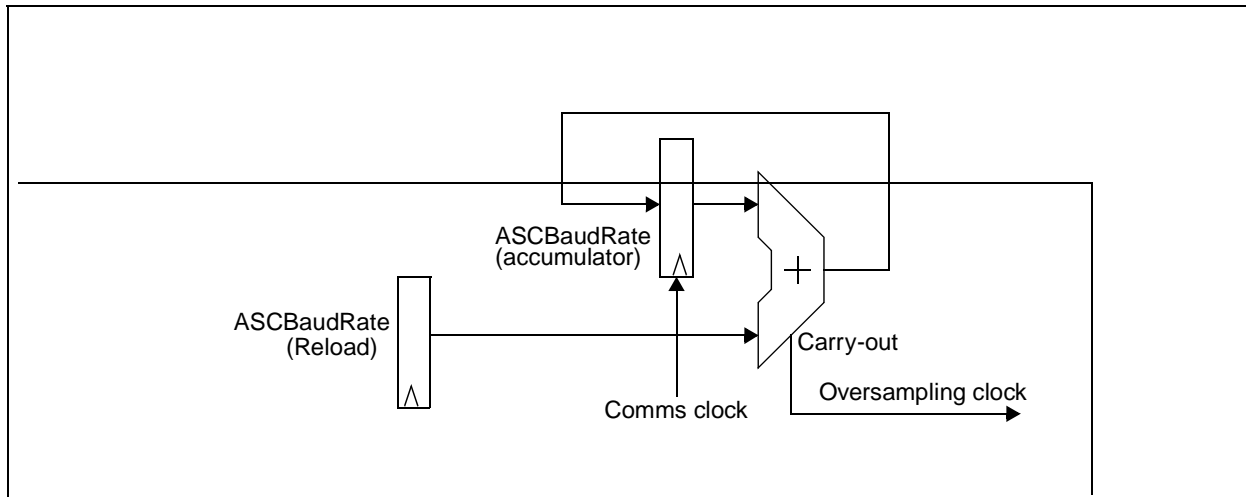 ASCBaudRate
(accumulator)
ASCBaudRate
(Reload)
Carry-out
Oversampling clock
Comms clock